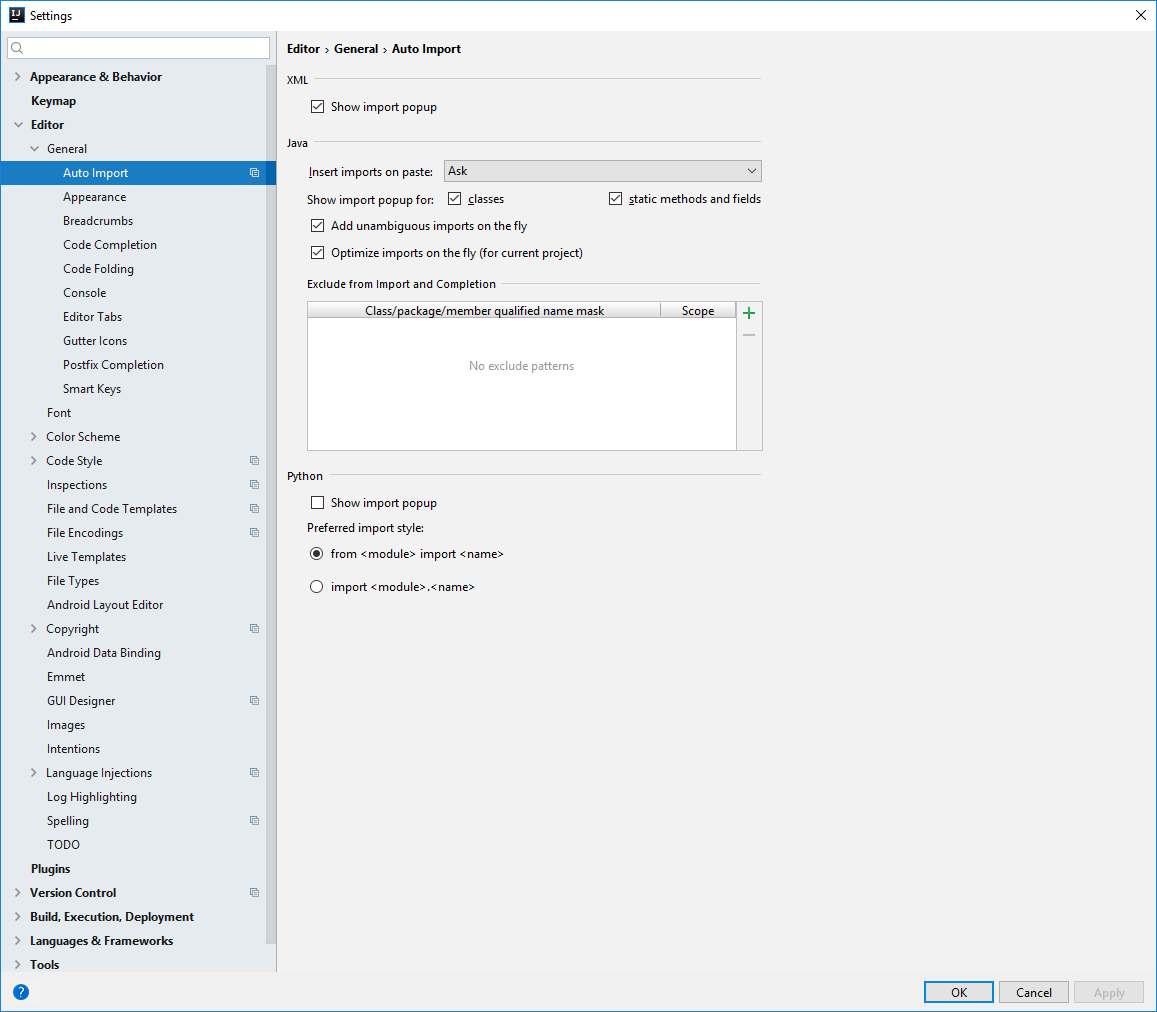 IJ Settings
Appearance & Behavior
Keymap
Editor
General
Auto Import
Appearance
Breadcrumbs
Code Completion
Code Folding
Console
Editor Tabs
Gutter Icons
Postfix Completion
Smart Keys
Font
Color Scheme
Code Style
Inspections
File and Code Templates
File Encodings
Live Templates
File Types
Android Layout Editor
Copyright
Android Data Binding
Emmet
GUI Designer
Images
Intentions
Language Injections
Log Highlighting
Spelling
TODO
Plugins
Version Control
Build, Execution, Deployment
Languages & Frameworks
Tools
Editor › General › Auto Import
XML
Show import popup
Java
Insert imports on paste: Ask
Show import popup for: classes static methods and fields
Add unambiguous imports on the fly
Optimize imports on the fly (for current project)
Exclude from Import and Completion
Class/package/member qualified name mask Scope
No exclude patterns
Python
Show import popup
Preferred import style:
from <module> import <name>
import <module>.<name>
? OK Cancel Apply